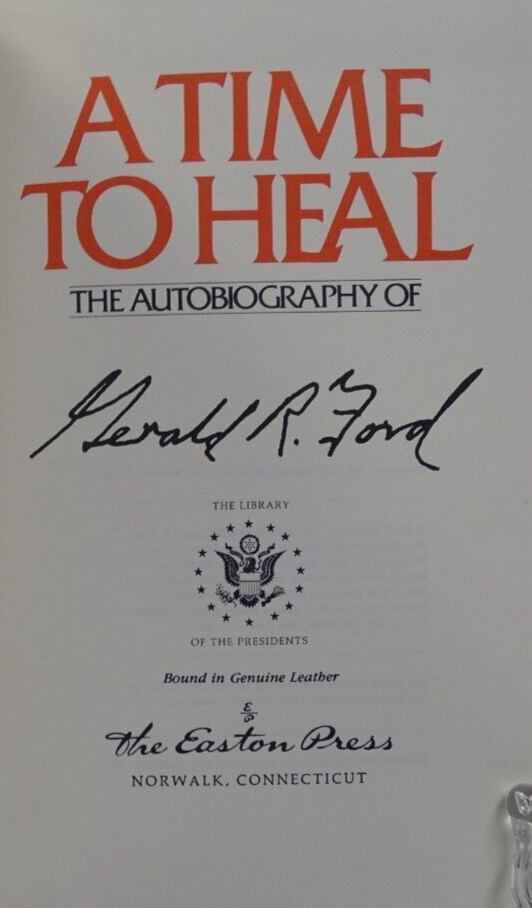 A TIME
TO HEAL
THE AUTOBIOGRAPHY OF
Gerald R. Ford
THE LIBRARY
OF THE PRESIDENTS
Bound in Genuine Leather
E
P
The Easton Press
NORWALK, CONNECTICUT